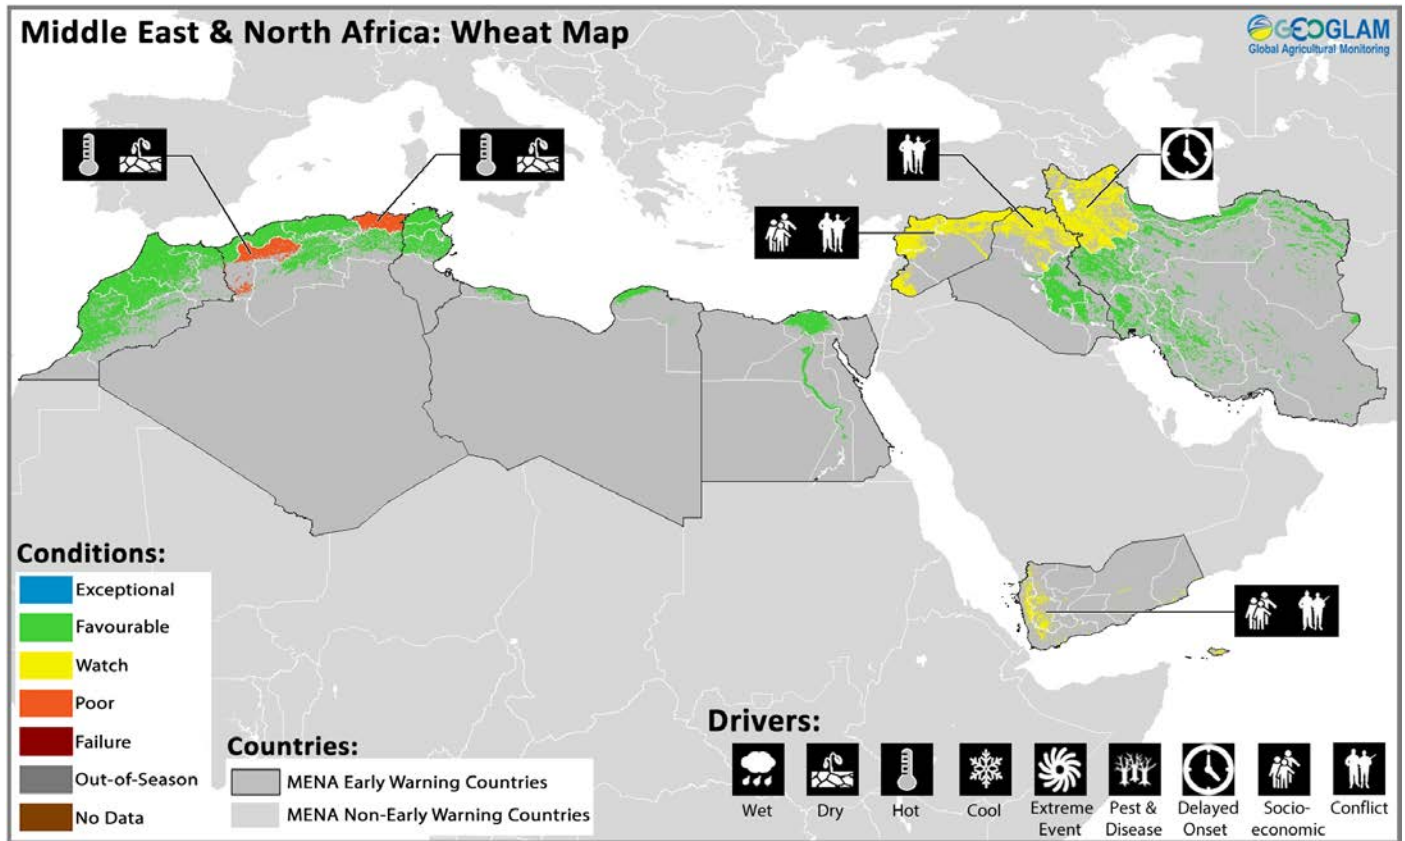 Middle East & North Africa: Wheat Map
GEOGLAM
Global Agricultural Monitoring
Conditions:
Exceptional
Favourable
Watch
Poor
Failure
Out-of-Season
No Data
Countries:
MENA Early Warning Countries
MENA Non-Early Warning Countries
Drivers:
Wet
Dry
Hot
Cool
Extreme
Event
Pest &
Disease
Delayed
Onset
Socio-
economic
Conflict